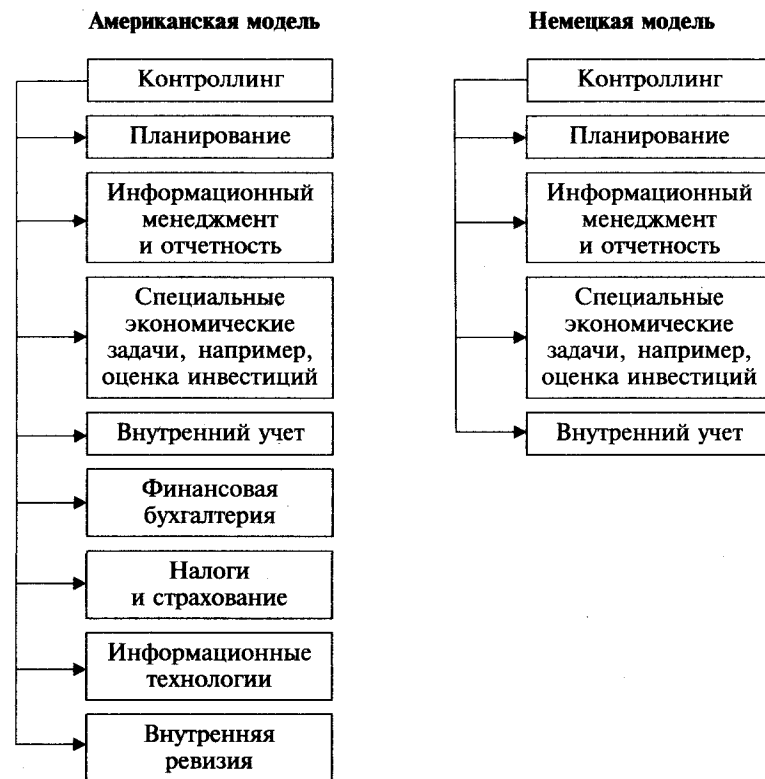 Американская модель
Контроллинг
Планирование
Информационный
менеджмент
и отчетность
Специальные
экономические
задачи, например,
оценка инвестиций
Внутренний учет
Финансовая
бухгалтерия
Налоги
и страхование
Информационные
технологии
Внутренняя
ревизия
Немецкая модель
Контроллинг
Планирование
Информационный
менеджмент
и отчетность
Специальные
экономические
задачи, например,
оценка инвестиций
Внутренний учет